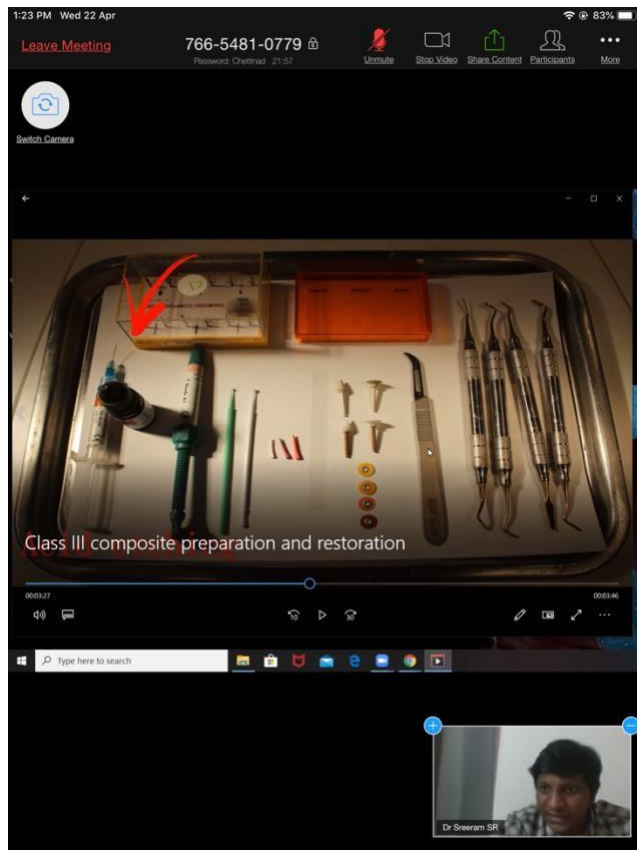 1:23 PM Wed 22 Apr
83%
Leave Meeting
766-5481-0779
Password: Chettinad 21:57
Unmute
Stop Video
Share Content
Participants
More
Switch Camera
Class III composite preparation and restoration
00:03:27
00:03:46
10
30
Type here to search
Dr Sreeram SR